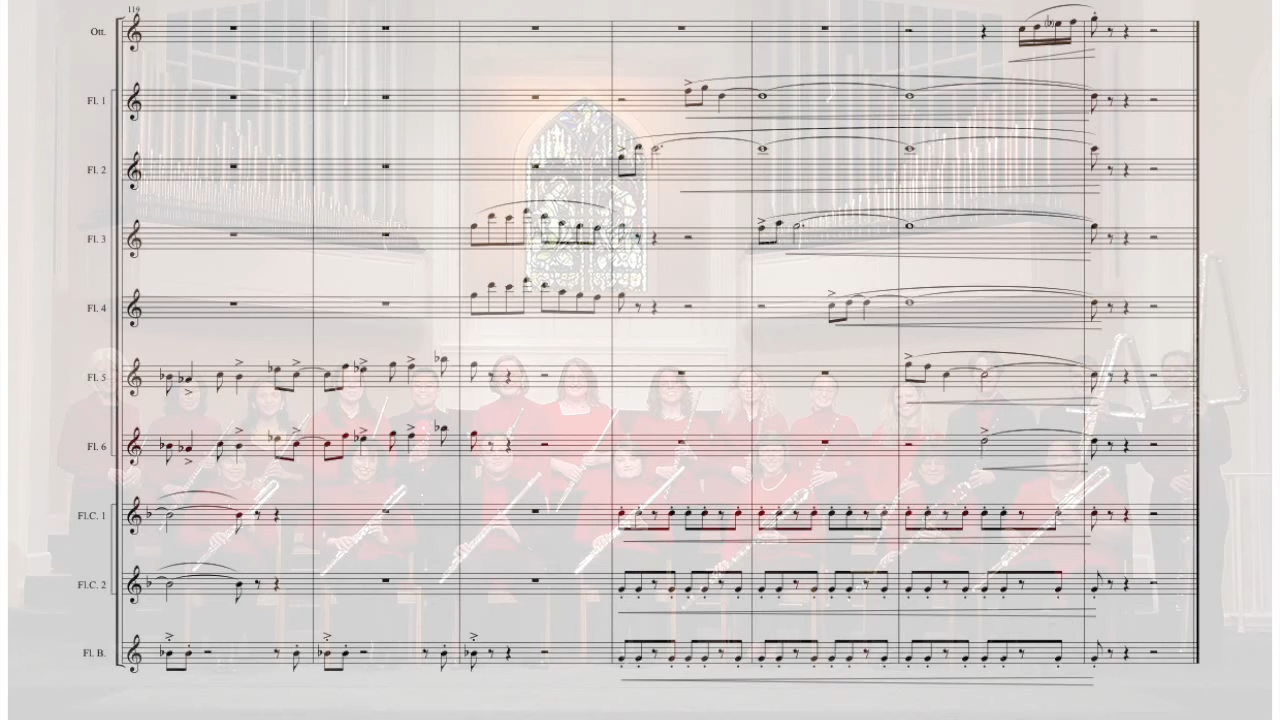 119
Ott.
Fl. 1
Fl. 2
Fl. 3
Fl. 4
Fl. 5
Fl. 6
Fl.C. 1
Fl.C. 2
Fl. B.